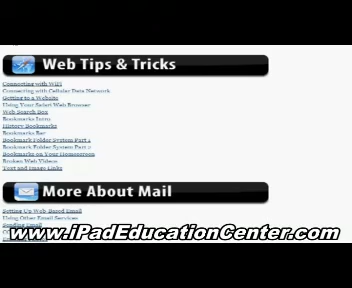 Web Tips & Tricks
Connecting with WiFi
Connecting with Cellular Data Network
Getting to a Website
Using Your Safari Web Browser
Web Search Box
Bookmarks Intro
History Bookmarks
Bookmarks Bar
Bookmark Folder System Part 1
Bookmark Folder System Part 2
Bookmarks on Your Homescreen
Broken Web Videos
Text and Image Links
More About Mail
Setting Up Web-Based Email
Using Other Email Services
Sending Email
www.iPadEducationCenter.com